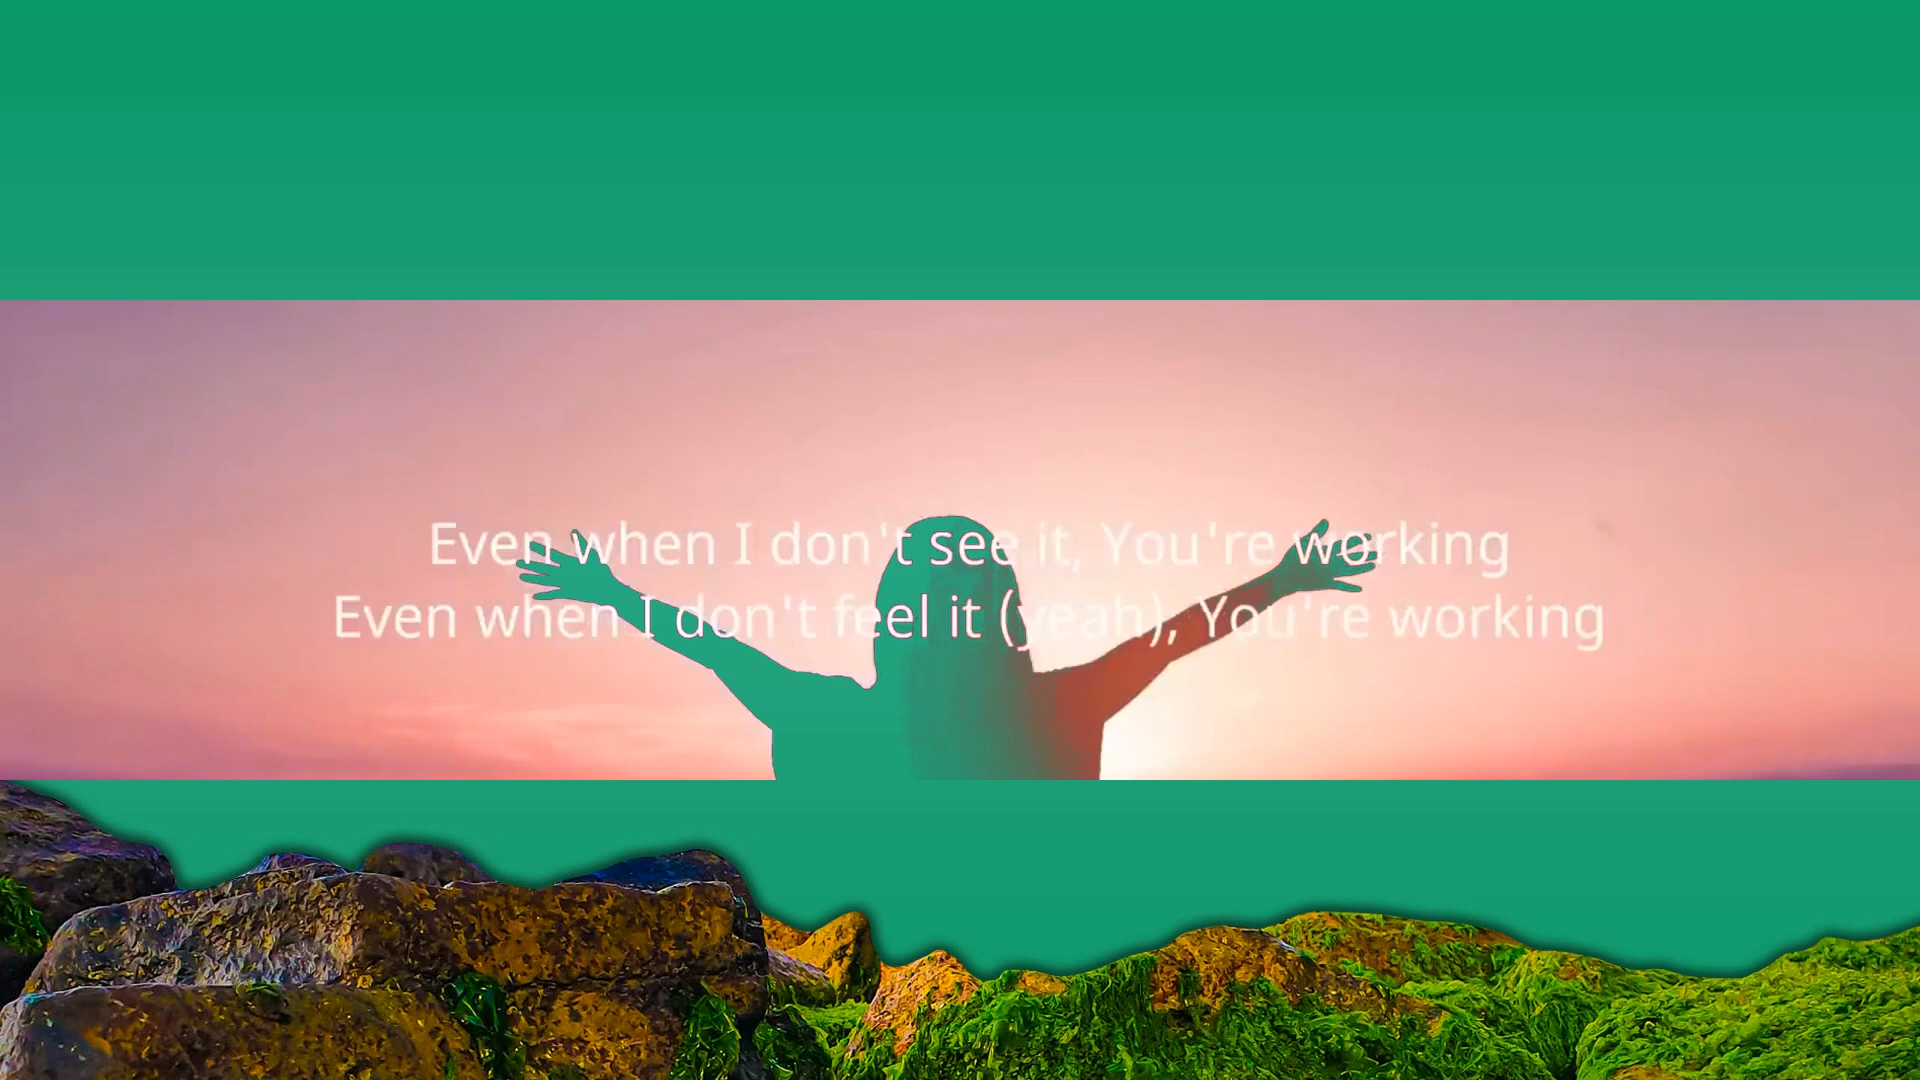 Even when I don't see it, You're working
Even when I don't feel it (yeah), You're working